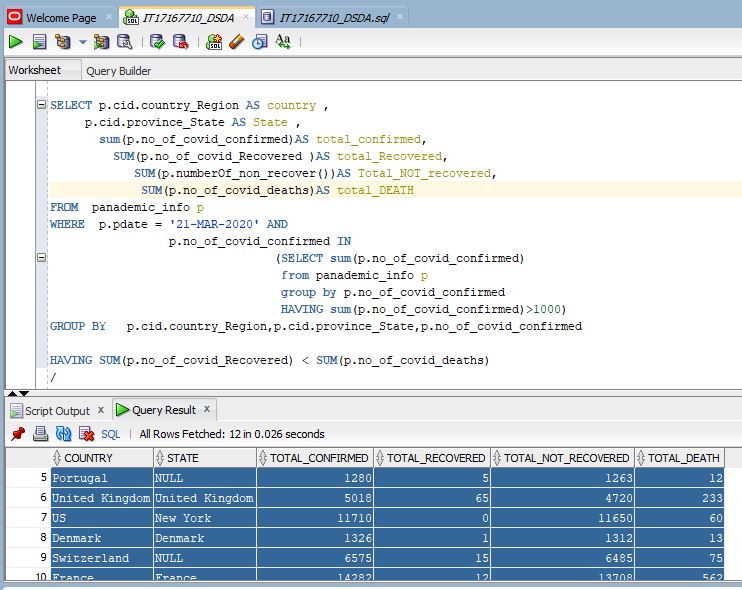 Welcome Page IT17167710_DSDA IT17167710_DSDA.sql
Worksheet Query Builder
SELECT p.cid.country_Region AS country ,
p.cid.province_State AS State ,
sum(p.no_of_covid_confirmed)AS total_confirmed,
SUM(p.no_of_covid_Recovered )AS total_Recovered,
SUM(p.numberOf_non_recover())AS Total_NOT_recovered,
SUM(p.no_of_covid_deaths)AS total_DEATH
FROM panademic_info p
WHERE p.pdate = '21-MAR-2020' AND
p.no_of_covid_confirmed IN
(SELECT sum(p.no_of_covid_confirmed)
from panademic_info p
group by p.no_of_covid_confirmed
HAVING sum(p.no_of_covid_confirmed)>1000)
GROUP BY p.cid.country_Region,p.cid.province_State,p.no_of_covid_confirmed
HAVING SUM(p.no_of_covid_Recovered) < SUM(p.no_of_covid_deaths)
/
Script Output x Query Result x
SQL | All Rows Fetched: 12 in 0.026 seconds
COUNTRY STATE TOTAL_CONFIRMED TOTAL_RECOVERED TOTAL_NOT_RECOVERED TOTAL_DEATH
5 Portugal NULL 1280 5 1263 12
6 United Kingdom United Kingdom 5018 65 4720 233
7 US New York 11710 0 11650 60
8 Denmark Denmark 1326 1 1312 13
9 Switzerland NULL 6575 15 6485 75
10 France France 14282 12 13708 562